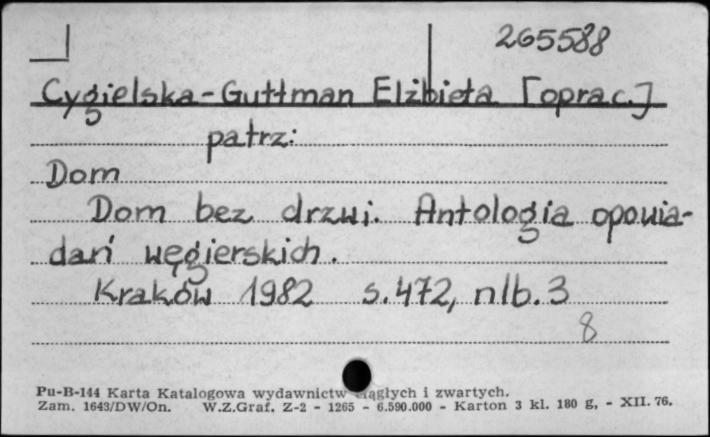 265588
Cygielska-Guttman Elżbieta [oprac.]
patrz:
Dom
Dom bez drzwi. Antologia opowia-
dań węgierskich.
Kraków 1982 s. 472, nlb. 3
8
Pu-B-144 Karta Katalogowa wydawnictw ciągłych i zwartych.
Zam. 1643/DW/On. W.Z.Graf. Z-2 - 1265 - 6.590.000 - Karton 3 kl. 180 g, - XII. 76.